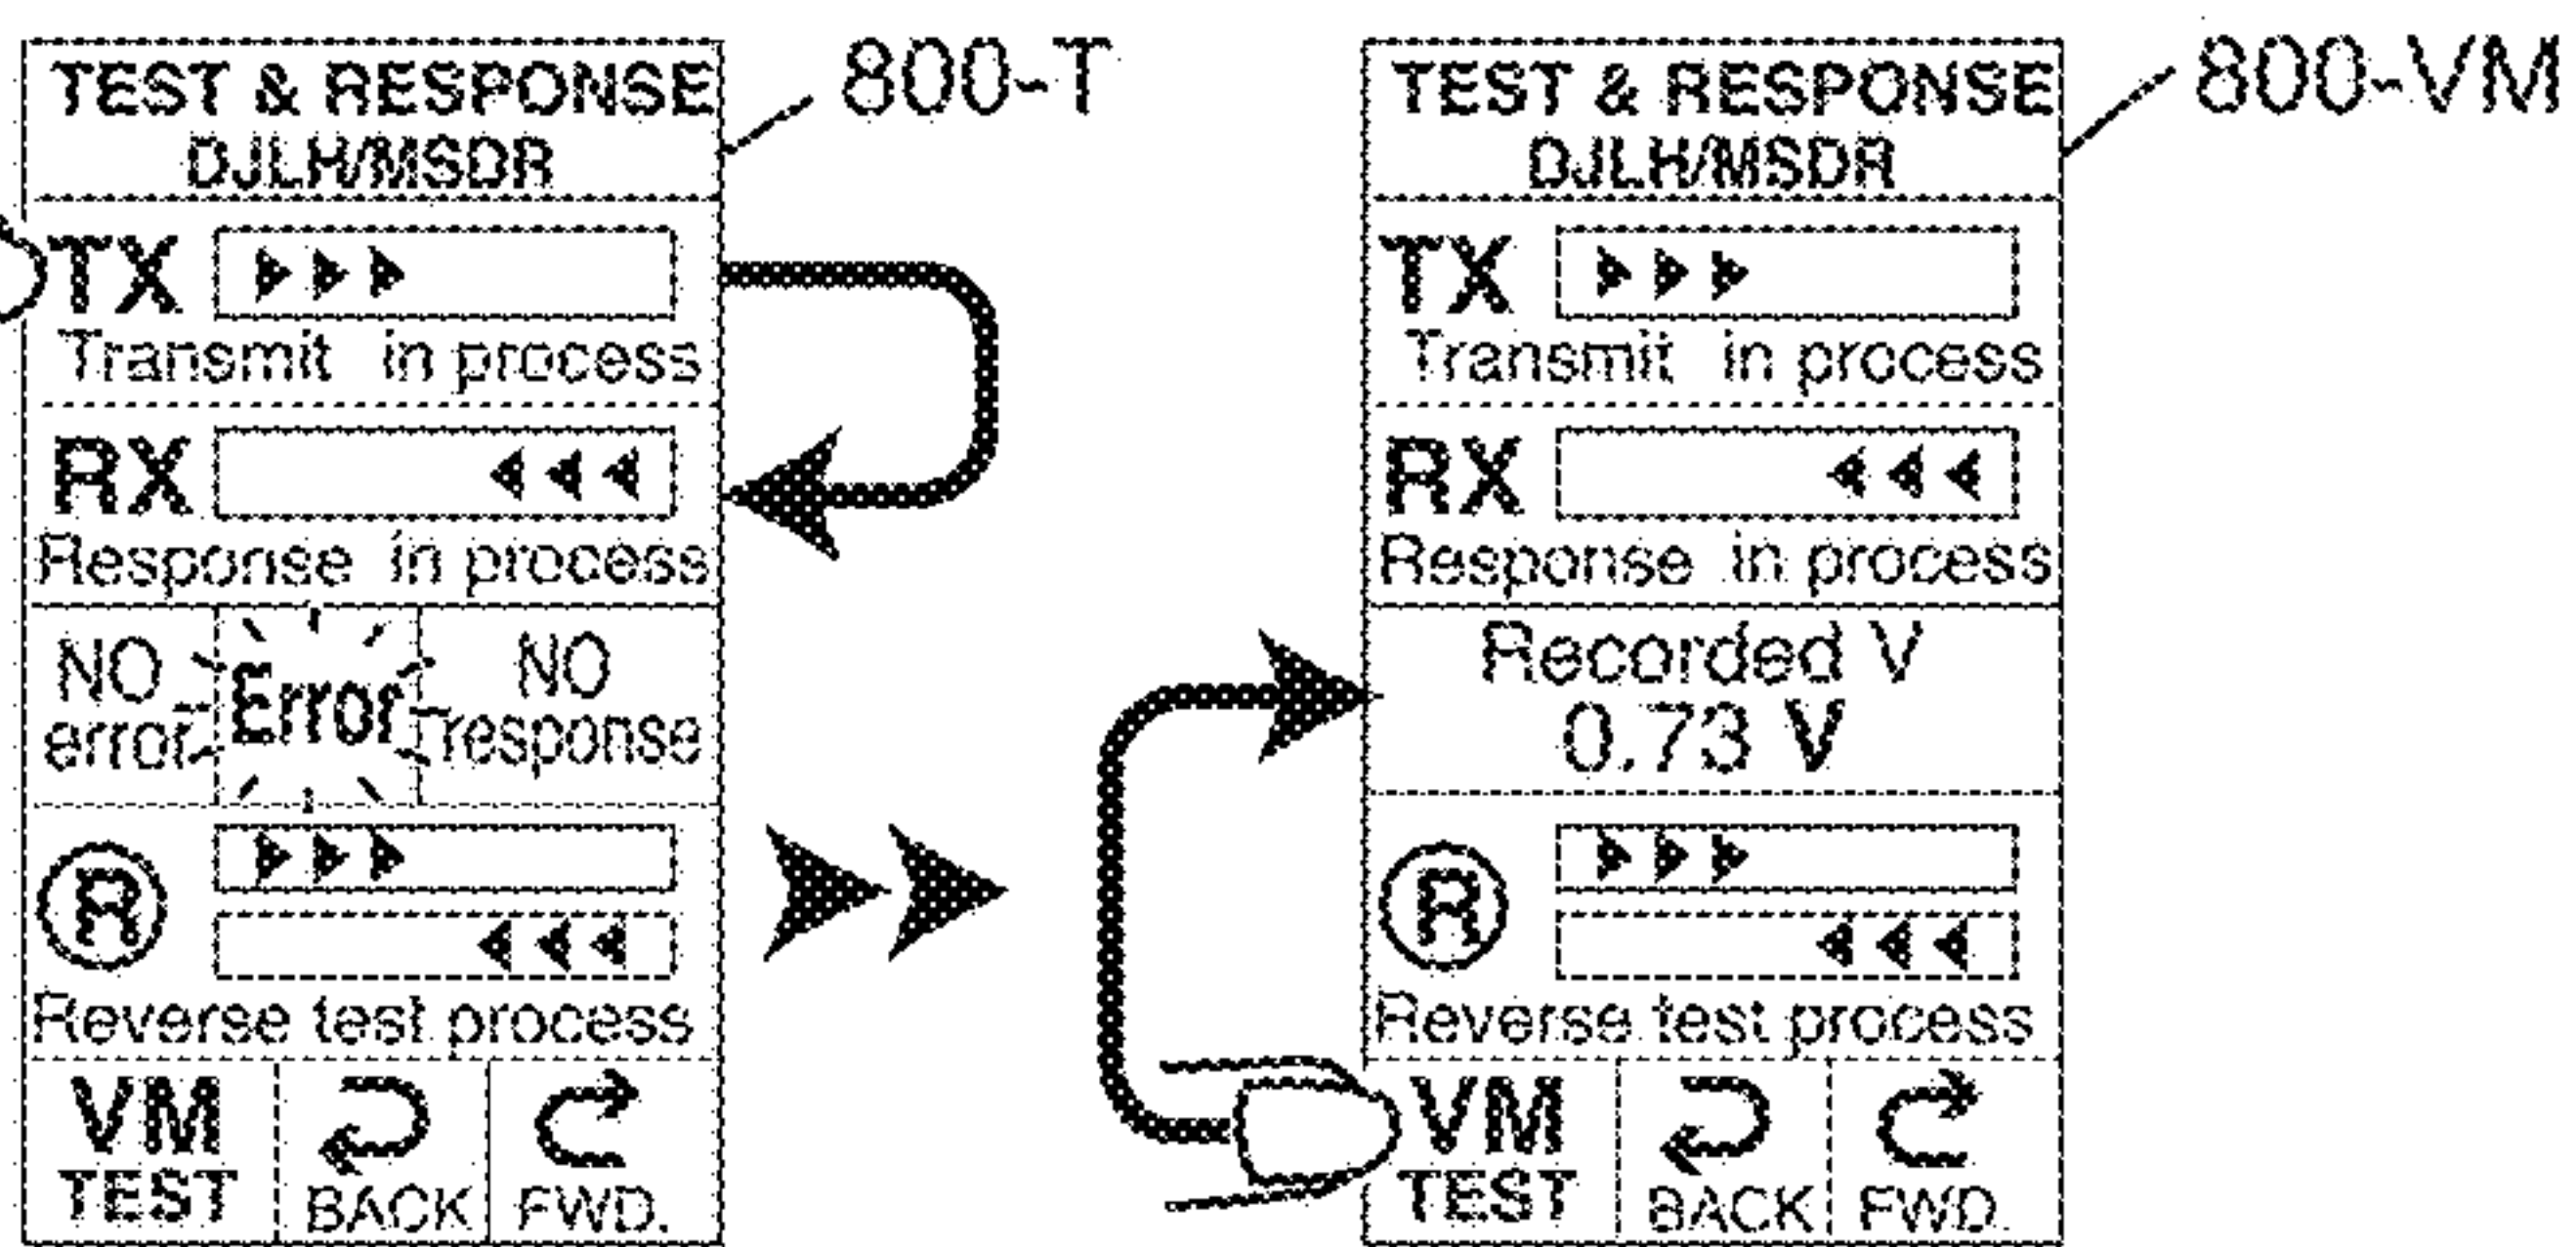 TEST & RESPONSE
DJLH/MSDR
TX
Transmit in process
RX
Response in process
NO error
Error
NO response
R
Reverse test process
VM TEST
BACK
FWD.
800-T
TEST & RESPONSE
DJLH/MSDR
TX
Transmit in process
RX
Response in process
Recorded V
0.73 V
R
Reverse test process
VM TEST
BACK
FWD.
800-VM